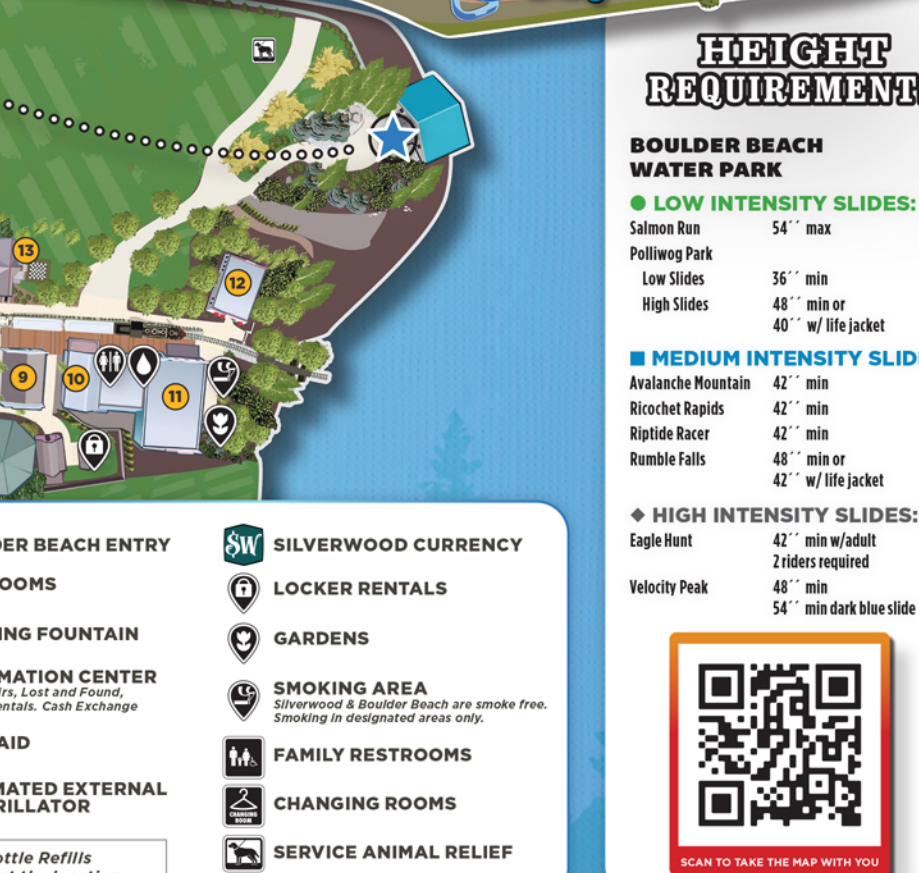 13
12
9
10
11
DER BEACH ENTRY
OOMS
NG FOUNTAIN
MATION CENTER
irs, Lost and Found,
entals. Cash Exchange
AID
MATED EXTERNAL
RILLATOR
ottle Refills
$W SILVERWOOD CURRENCY
LOCKER RENTALS
GARDENS
SMOKING AREA
Silverwood & Boulder Beach are smoke free.
Smoking in designated areas only.
FAMILY RESTROOMS
CHANGING ROOM
CHANGING ROOMS
SERVICE ANIMAL RELIEF
HEIGHT
REQUIREMENT
BOULDER BEACH
WATER PARK
LOW INTENSITY SLIDES:
Salmon Run 54´´ max
Polliwog Park
Low Slides 36´´ min
High Slides 48´´ min or
40´´ w/ life jacket
MEDIUM INTENSITY SLID
Avalanche Mountain 42´´ min
Ricochet Rapids 42´´ min
Riptide Racer 42´´ min
Rumble Falls 48´´ min or
42´´ w/ life jacket
HIGH INTENSITY SLIDES:
Eagle Hunt 42´´ min w/adult
2 riders required
Velocity Peak 48´´ min
54´´ min dark blue slide
SCAN TO TAKE THE MAP WITH YOU